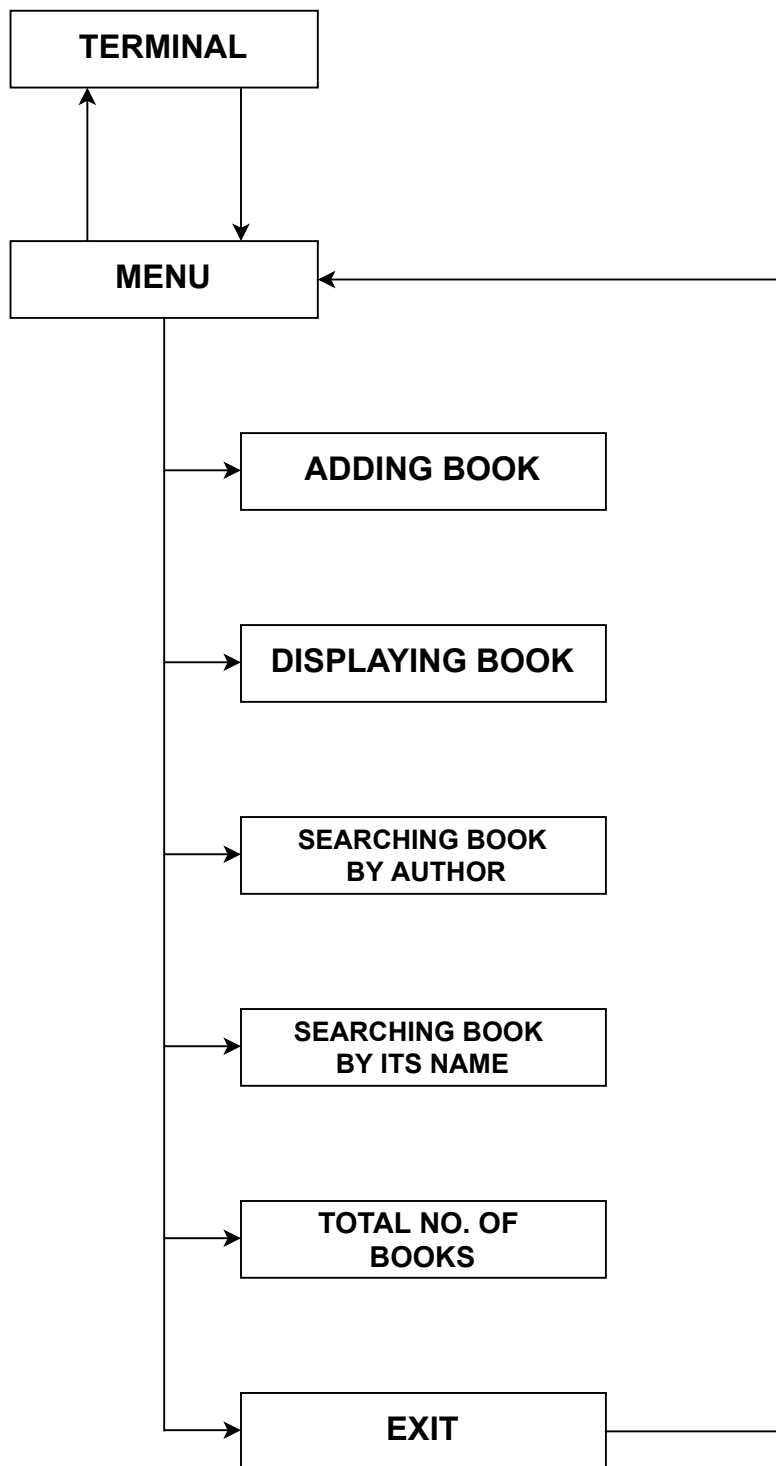 TERMINAL
MENU
ADDING BOOK
DISPLAYING BOOK
SEARCHING BOOK
BY AUTHOR
SEARCHING BOOK
BY ITS NAME
TOTAL NO. OF
BOOKS
EXIT